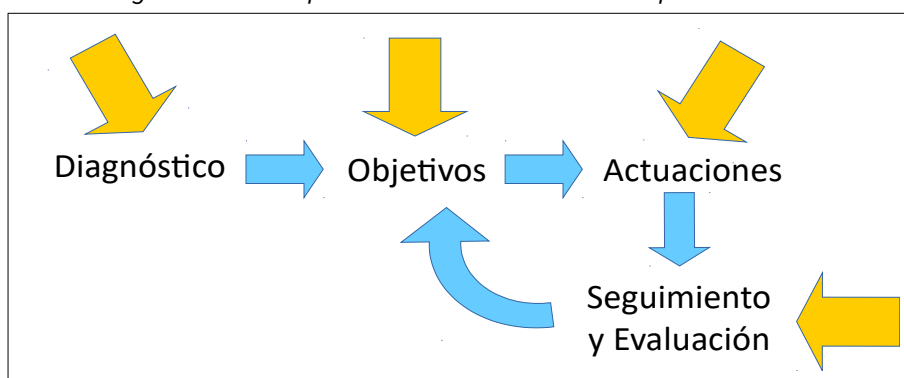 Diagnóstico
Objetivos
Actuaciones
Seguimiento
y Evaluación